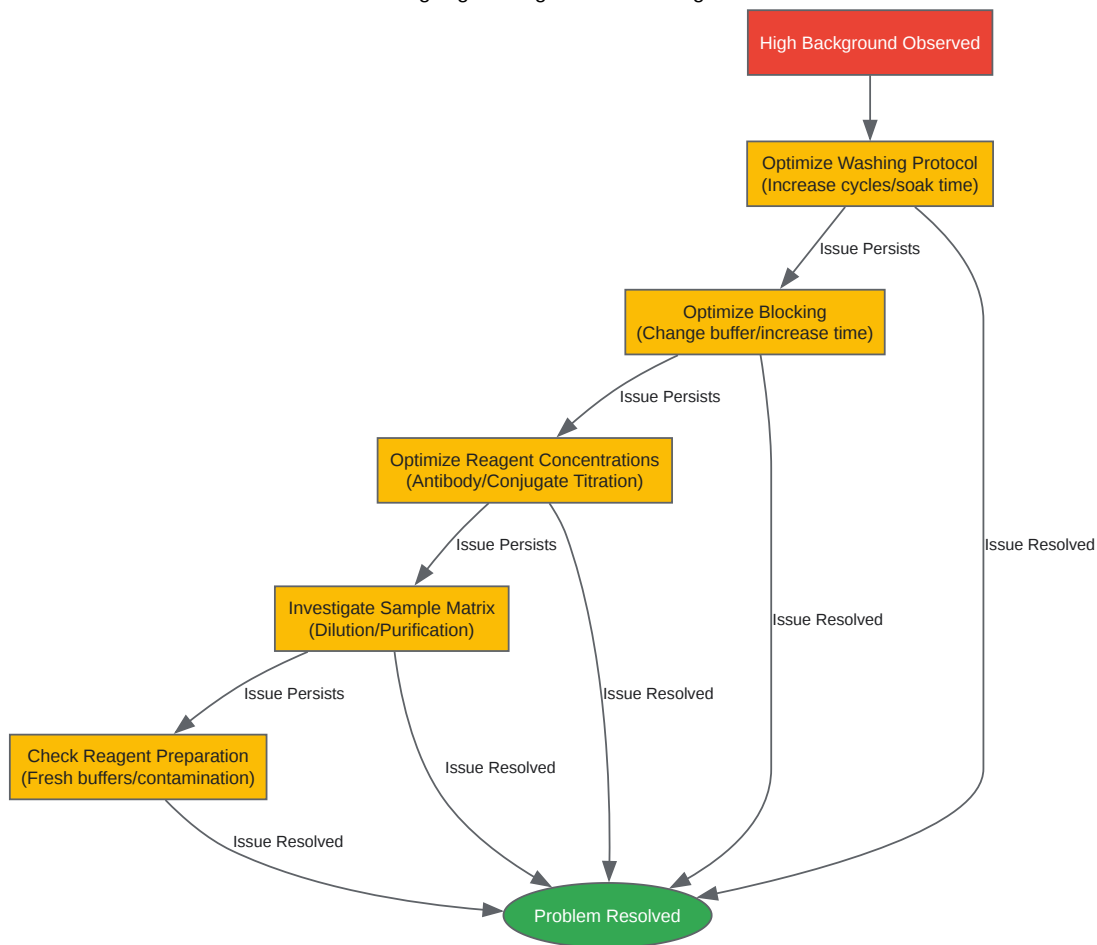 High Background Observed
Optimize Washing Protocol
(Increase cycles/soak time)
Issue Persists
Optimize Blocking
(Change buffer/increase time)
Issue Persists
Optimize Reagent Concentrations
(Antibody/Conjugate Titration)
Issue Persists
Issue Resolved
Investigate Sample Matrix
(Dilution/Purification)
Issue Resolved
Issue Persists
Issue Resolved
Check Reagent Preparation
(Fresh buffers/contamination)
Issue Resolved
Issue Resolved
Problem Resolved